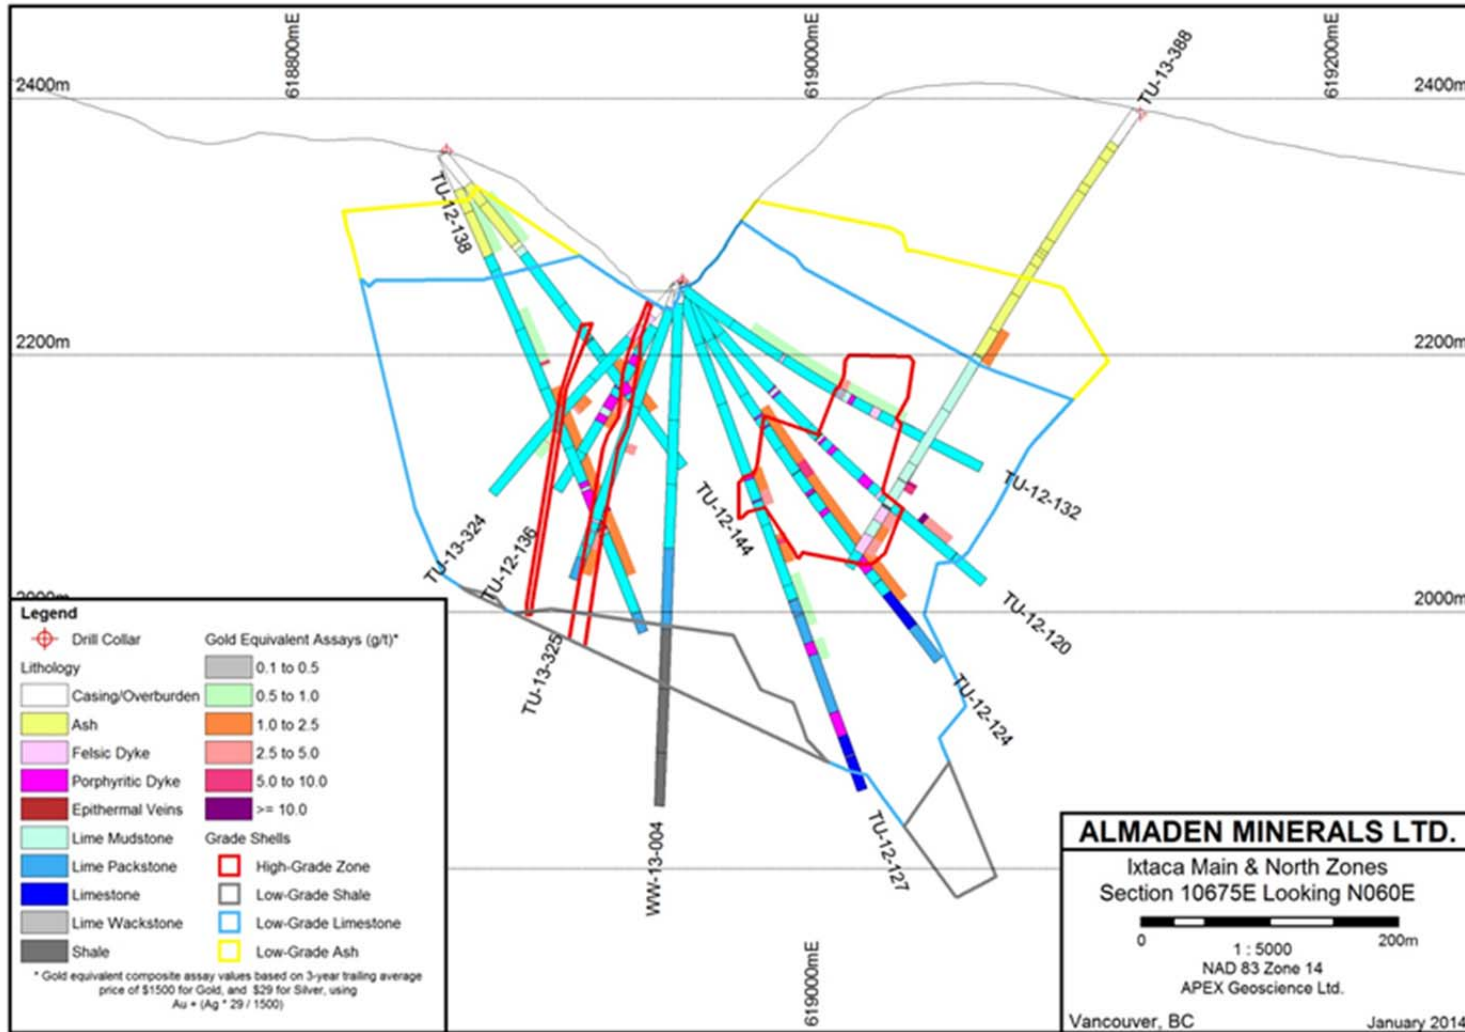 618800mE
619000mE
619200mE
TU-13-388
2400m
2400m
TU-12-138
2200m
2200m
TU-12-132
TU-12-144
TU-13-324
TU-12-136
2000m
2000m
TU-12-120
TU-13-325
TU-12-124
TU-12-127
WW-13-004
619000mE
Legend
Drill Collar
Lithology
Casing/Overburden
Ash
Felsic Dyke
Porphyritic Dyke
Epithermal Veins
Lime Mudstone
Lime Packstone
Limestone
Lime Wackstone
Shale
Gold Equivalent Assays (g/t)*
0.1 to 0.5
0.5 to 1.0
1.0 to 2.5
2.5 to 5.0
5.0 to 10.0
>= 10.0
Grade Shells
High-Grade Zone
Low-Grade Shale
Low-Grade Limestone
Low-Grade Ash
* Gold equivalent composite assay values based on 3-year trailing average
price of $1500 for Gold, and $29 for Silver, using
Au + (Ag * 29 / 1500)
ALMADEN MINERALS LTD.
Ixtaca Main & North Zones
Section 10675E Looking N060E
0
200m
1 : 5000
NAD 83 Zone 14
APEX Geoscience Ltd.
Vancouver, BC
January 2014